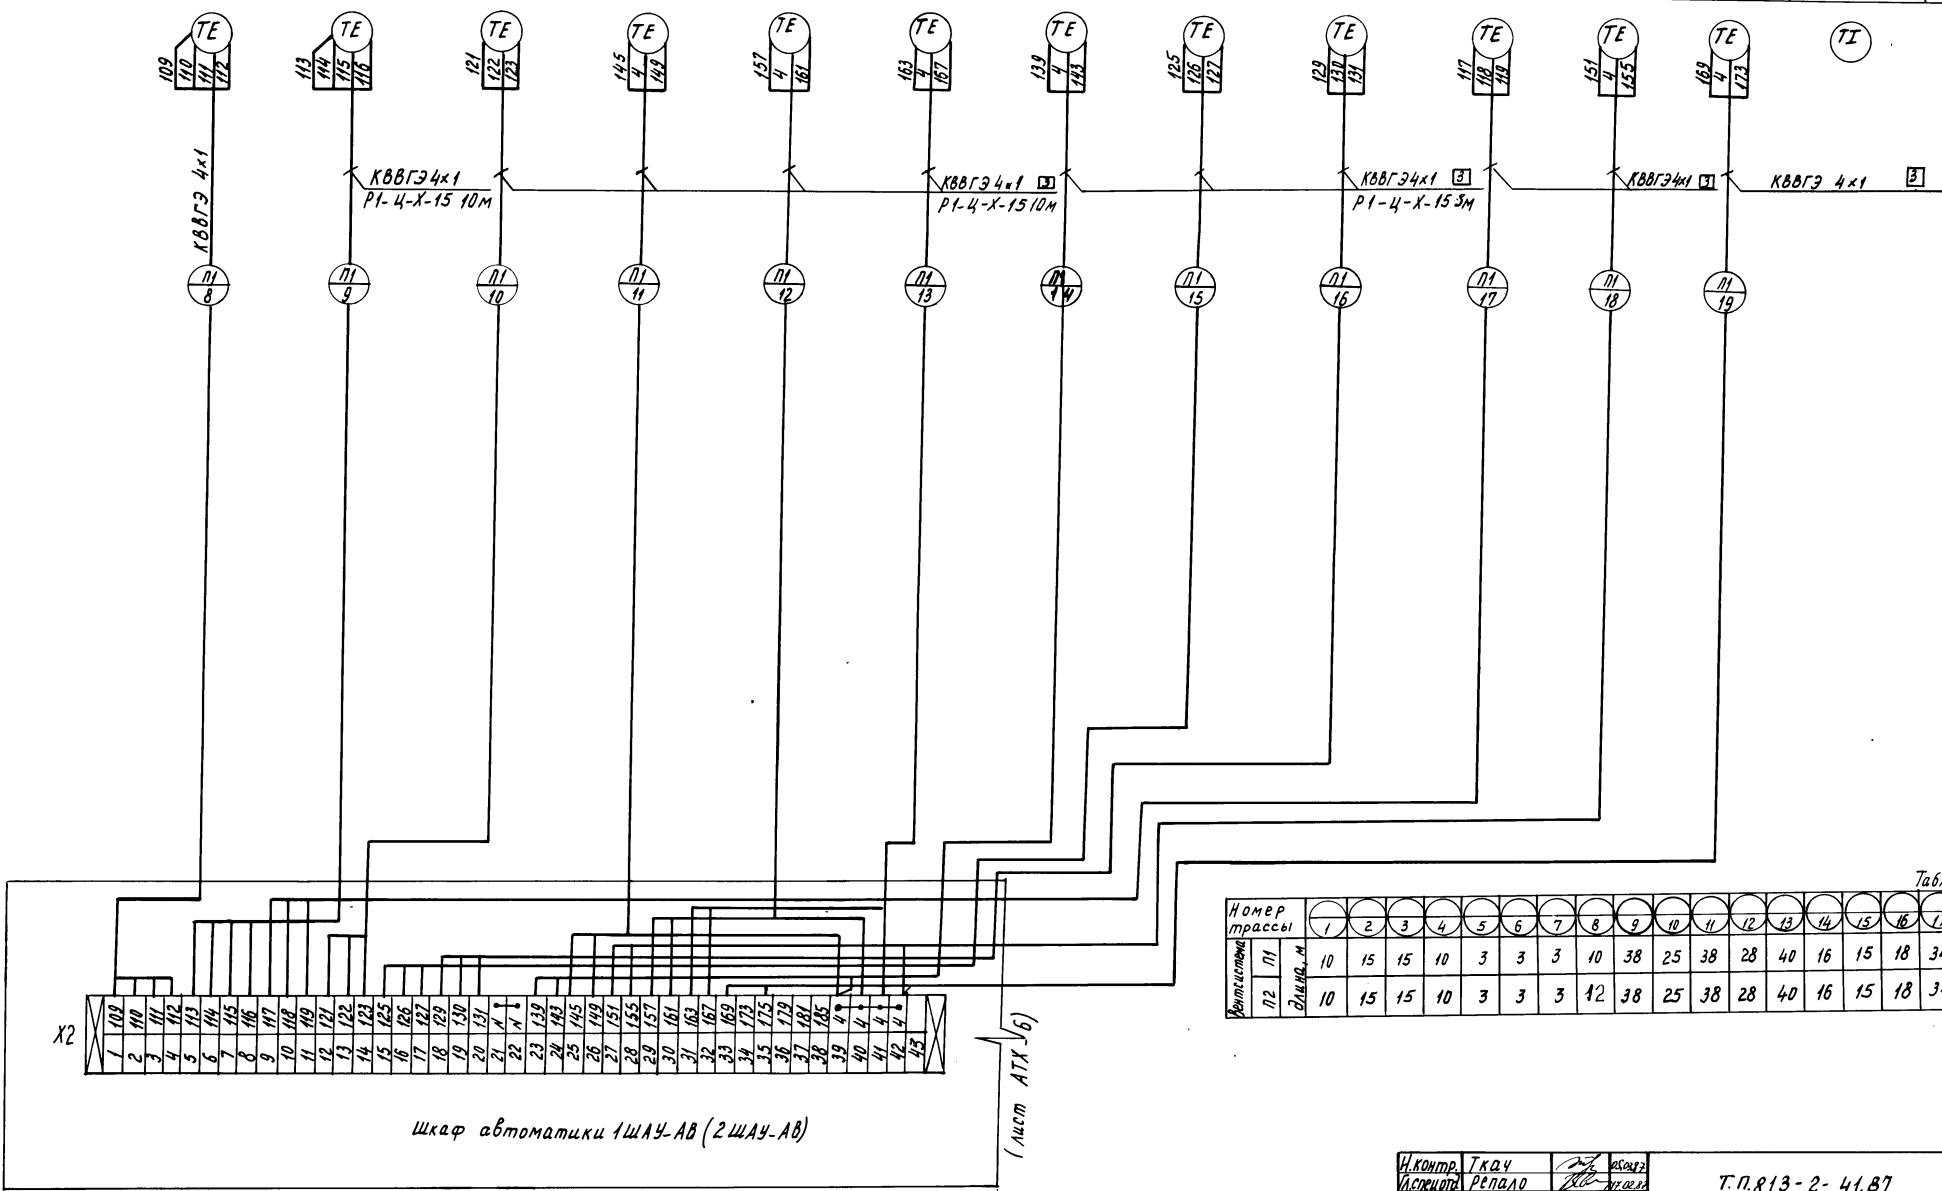 TE TE TE TE TE TE TE TE TE TE TE TE TI
109 110 111 112
113 114 115 116
121 122 123
145 4 149
157 4 161
163 4 167
139 4 143
125 126 127
129 130 131
117 118 119
151 4 155
169 4 173
КВВГЭ 4х1
КВВГЭ 4х1
Р1-Ц-Х-15 10м
КВВГЭ 4х1 3
Р1-Ц-Х-15 10м
КВВГЭ 4х1 3
Р1-Ц-Х-15 3м
КВВГЭ 4х1 3
КВВГЭ 4х1 3
П1 П1 П1 П1 П1 П1 П1 П1 П1 П1 П1 П1
8 9 10 11 12 13 14 15 16 17 18 19
Табл
Номер трассы 1 2 3 4 5 6 7 8 9 10 11 12 13 14 15 16
Вентсистема
длина, м
П1 10 15 15 10 3 3 3 10 38 25 38 28 40 16 15 18
П2 10 15 15 10 3 3 3 12 38 25 38 28 40 16 15 18
Х2
109 110 111 112 113 114 115 116 117 118 119 121 122 123 125 126 127 129 130 131 N N 139 143 145 149 151 155 157 161 163 167 169 173 175 179 181 185 4 4 4 4
1 2 3 4 5 6 7 8 9 10 11 12 13 14 15 16 17 18 19 20 21 22 23 24 25 26 27 28 29 30 31 32 33 34 35 36 37 38 39 40 41 42 43
Шкаф автоматики 1ШАУ-АВ (2ШАУ-АВ)
(лист АТХ-6)
Н.контр. Ткач
Гл.спец.отд Репало
Т.П.813-2-41.87